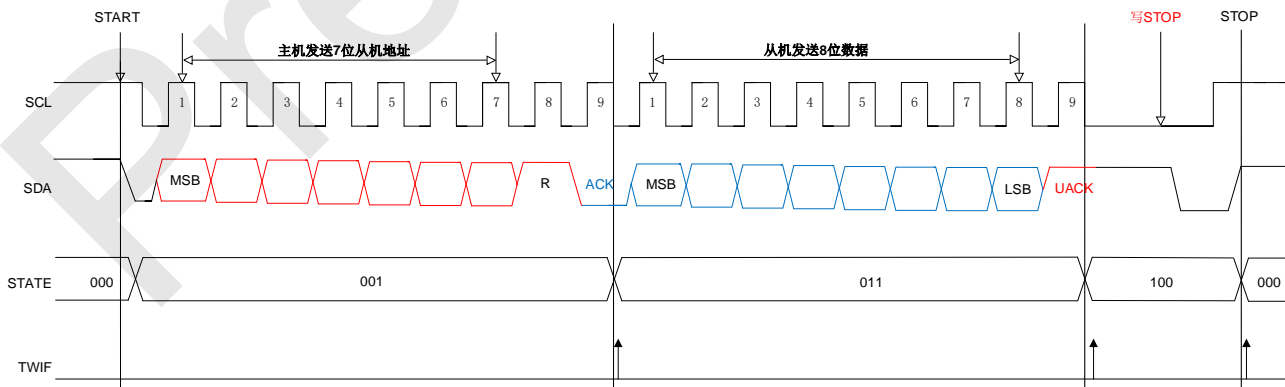 START 写STOP STOP
主机发送7位从机地址 从机发送8位数据
SCL 1 2 3 4 5 6 7 8 9 1 2 3 4 5 6 7 8 9
SDA MSB R ACK MSB LSB UACK
STATE 000 001 011 100 000
TWIF